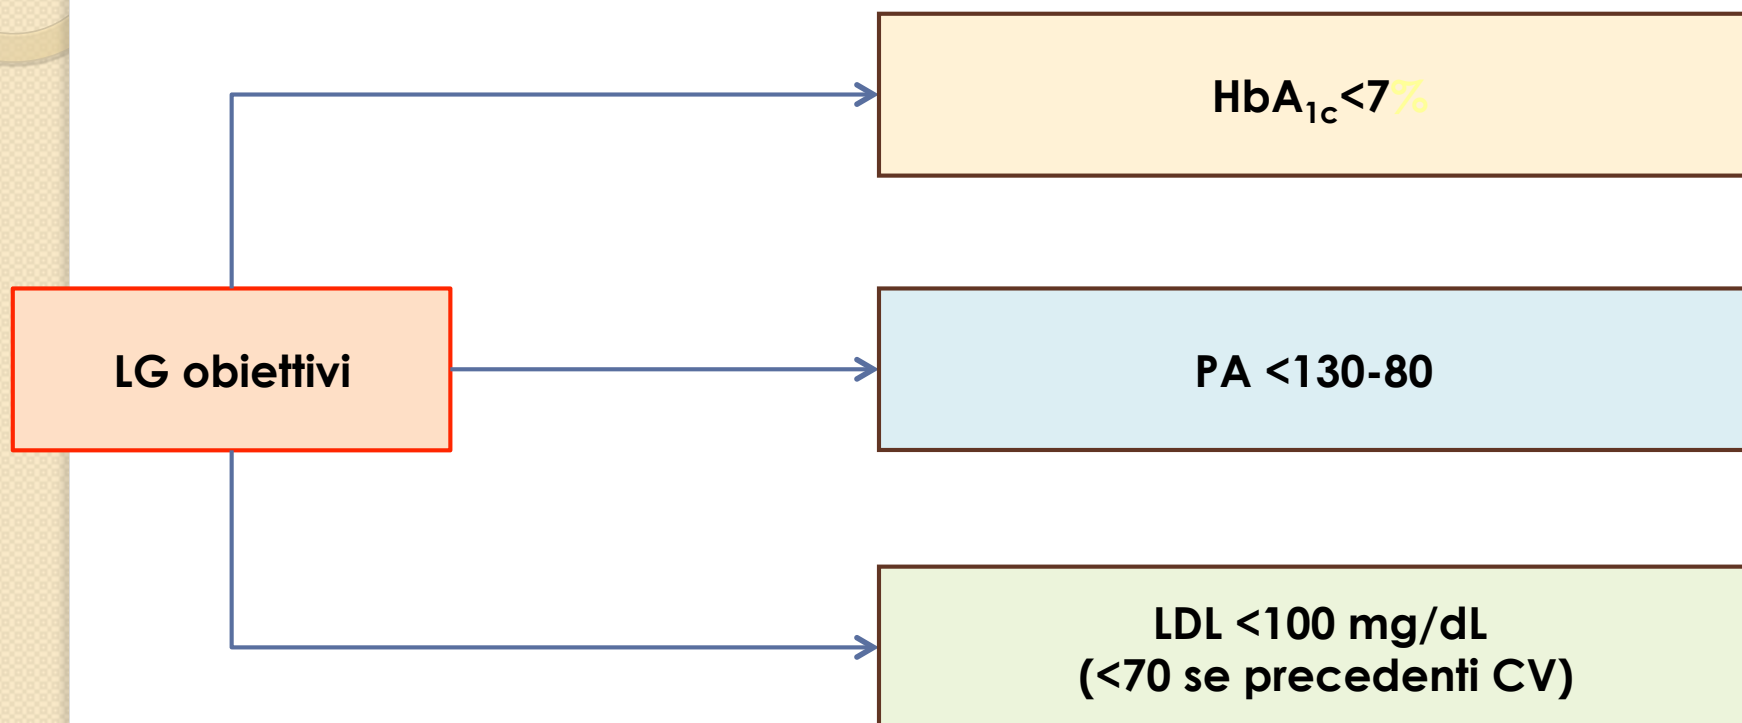 HbA1c<7%
LG obiettivi
PA <130-80
LDL <100 mg/dL
(<70 se precedenti CV)